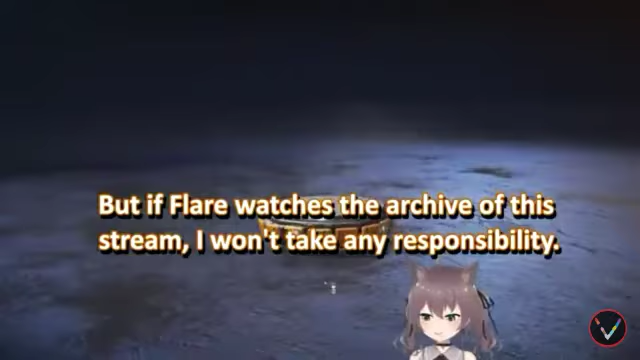 But if Flare watches the archive of this
stream, I won't take any responsibility.